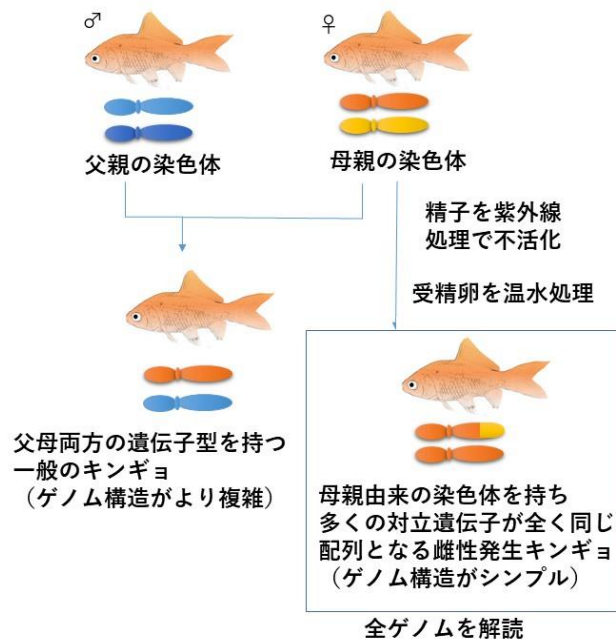 ♂
♀
父親の染色体
母親の染色体
精子を紫外線
処理で不活化
受精卵を温水処理
父母両方の遺伝子型を持つ
一般のキンギョ
（ゲノム構造がより複雑）
母親由来の染色体を持ち
多くの対立遺伝子が全く同じ
配列となる雌性発生キンギョ
（ゲノム構造がシンプル）
全ゲノムを解読